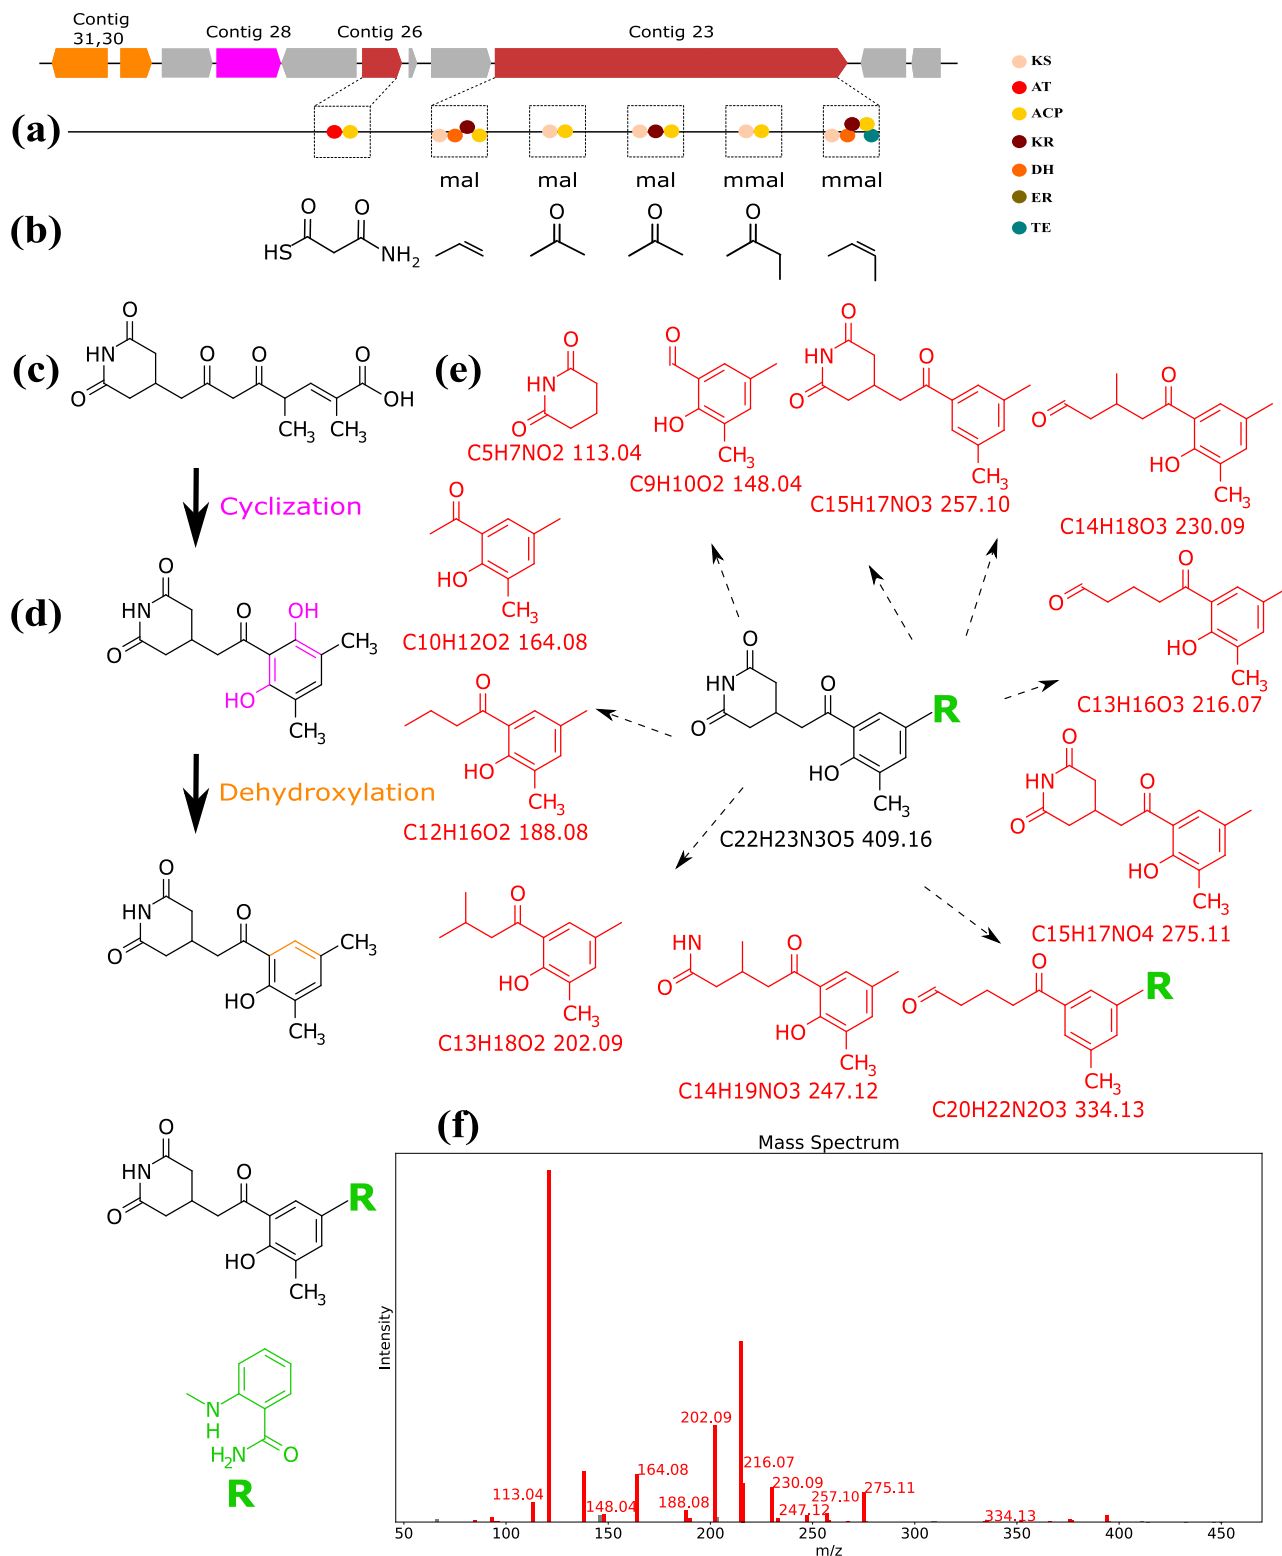 Contig
31,30
Contig 28
Contig 26
Contig 23
KS
AT
ACP
KR
DH
ER
TE
(a)
mal
mal
mal
mmal
mmal
(b)
O
O
HS
NH2
O
O
O
(c)
O
HN
O
O
O
O
OH
CH3
CH3
Cyclization
(d)
O
HN
O
O
OH
HO
CH3
CH3
Dehydroxylation
O
HN
O
O
HO
CH3
CH3
O
HN
O
O
HO
CH3
R
N
H
H2N
O
R
(e)
O
HN
O
C5H7NO2 113.04
O
HO
CH3
C9H10O2 148.04
O
HN
O
O
CH3
C15H17NO3 257.10
O
O
HO
CH3
C14H18O3 230.09
O
HO
CH3
C10H12O2 164.08
O
O
HO
CH3
C13H16O3 216.07
O
HO
CH3
C12H16O2 188.08
O
HN
O
O
HO
CH3
R
C22H23N3O5 409.16
O
HN
O
O
HO
CH3
C15H17NO4 275.11
O
HO
CH3
C13H18O2 202.09
HN
O
O
HO
CH3
C14H19NO3 247.12
O
O
R
CH3
C20H22N2O3 334.13
(f)
Mass Spectrum
Intensity
113.04
148.04
164.08
188.08
202.09
216.07
230.09
247.12
257.10
275.11
334.13
50
100
150
200
250
300
350
400
450
m/z